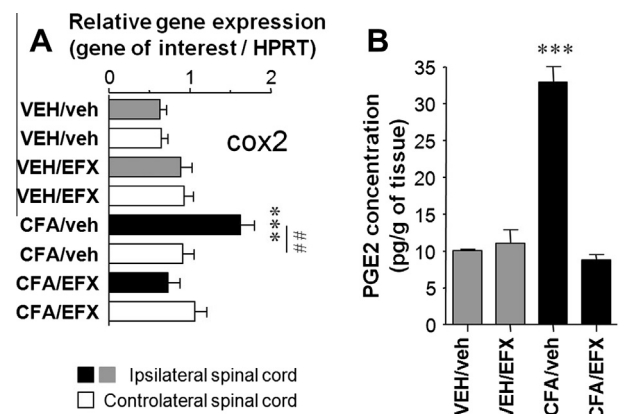 A
Relative gene expression
(gene of interest / HPRT)
0 1 2
VEH/veh
VEH/veh
VEH/EFX
VEH/EFX
CFA/veh
CFA/veh
CFA/EFX
CFA/EFX
cox2
***
##
Ipsilateral spinal cord
Controlateral spinal cord
B
***
PGE2 concentration
(pg/g of tissue)
35
30
25
20
15
10
5
0
VEH/veh
VEH/EFX
CFA/veh
CFA/EFX